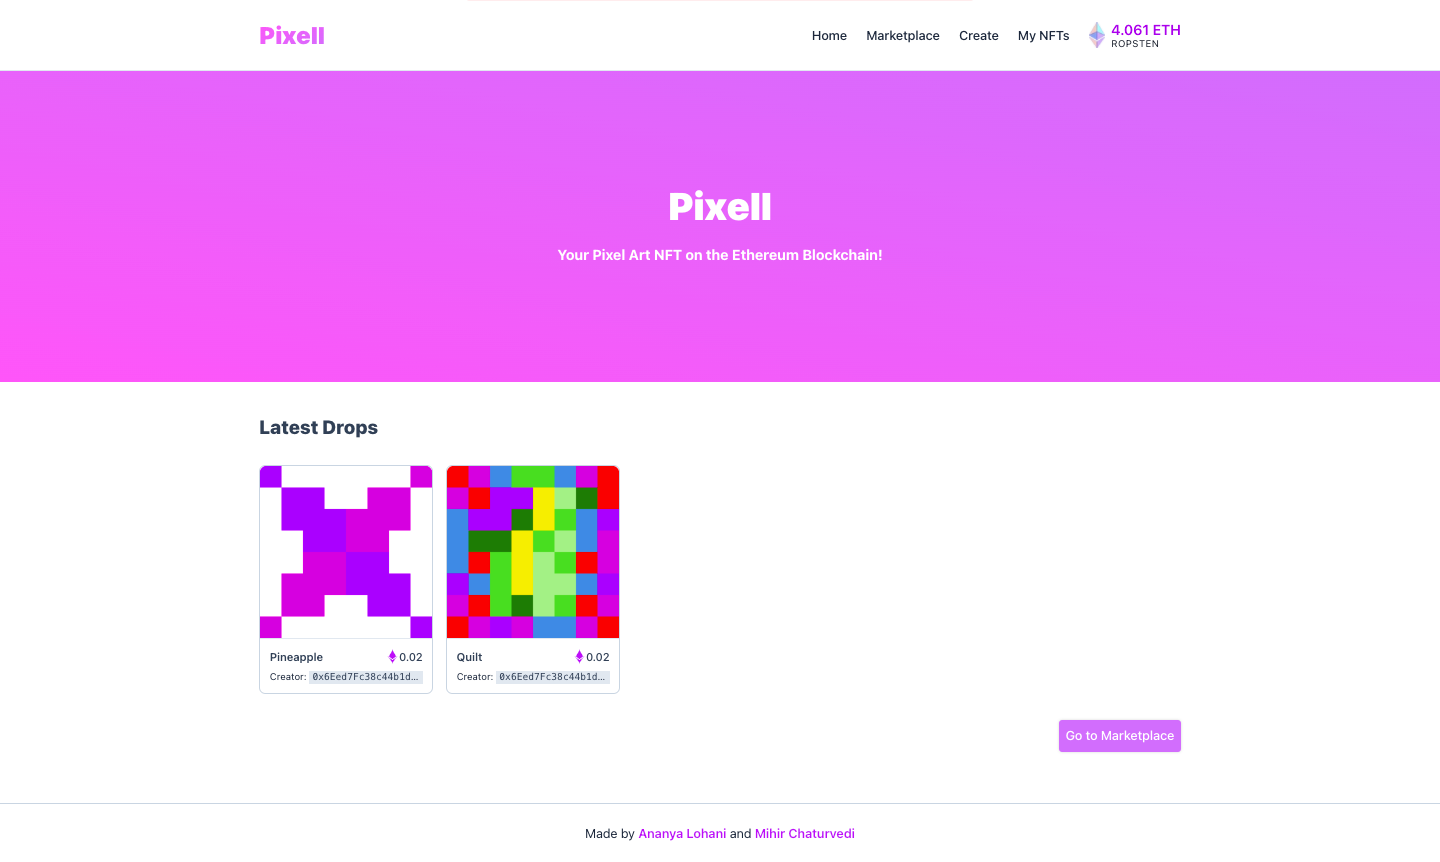 Pixell
Home Marketplace Create My NFTs 4.061 ETH
ROPSTEN
Pixell
Your Pixel Art NFT on the Ethereum Blockchain!
Latest Drops
Pineapple 0.02
Creator: 0x6Eed7Fc38c44b1d...
Quilt 0.02
Creator: 0x6Eed7Fc38c44b1d...
Go to Marketplace
Made by Ananya Lohani and Mihir Chaturvedi